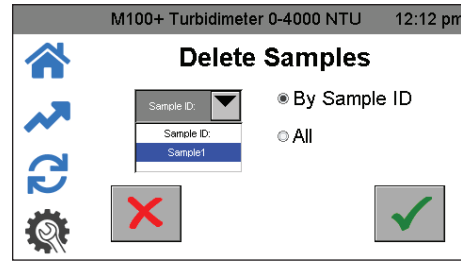 M100+ Turbidimeter 0-4000 NTU 12:12 pm
Delete Samples
Sample ID:
Sample ID:
Sample1
By Sample ID
All